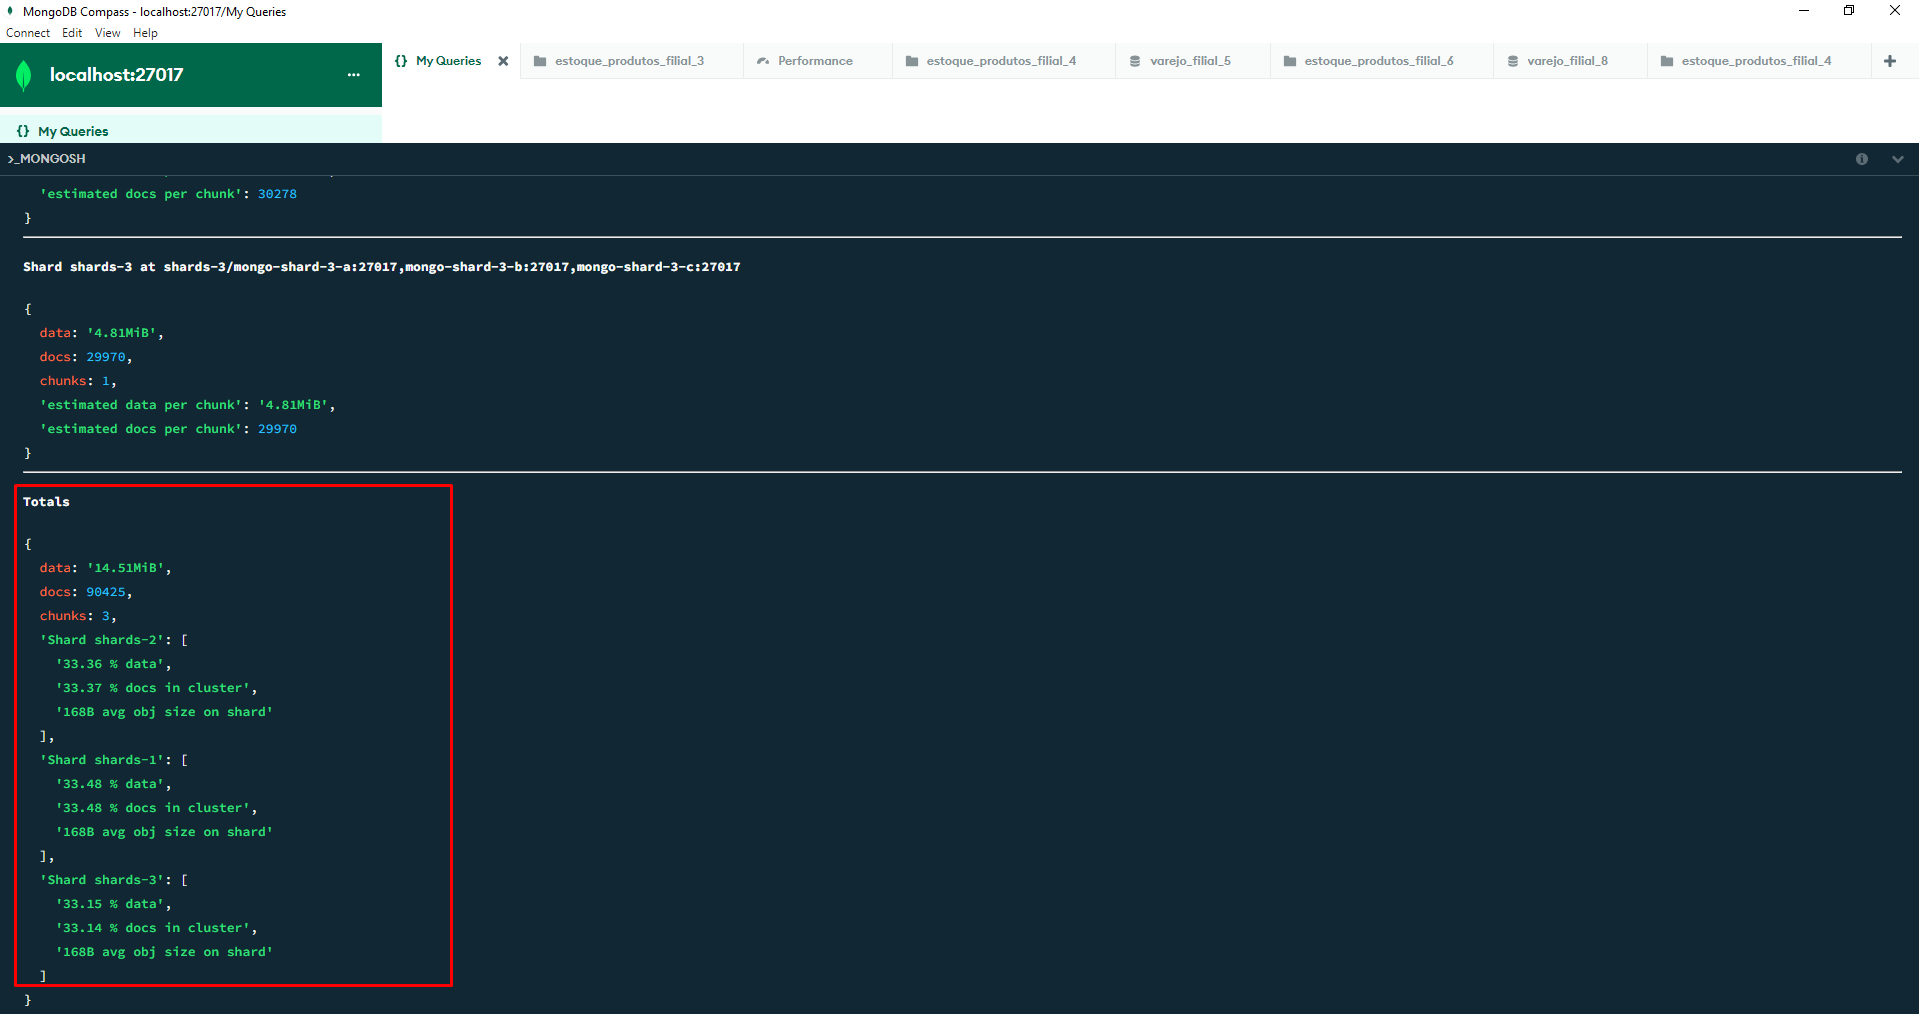 MongoDB Compass - localhost:27017/My Queries
Connect Edit View Help
localhost:27017 ...
{} My Queries
{} My Queries
estoque_produtos_filial_3
Performance
estoque_produtos_filial_4
varejo_filial_5
estoque_produtos_filial_6
varejo_filial_8
estoque_produtos_filial_4
>_MONGOSH
'estimated docs per chunk': 30278
}
Shard shards-3 at shards-3/mongo-shard-3-a:27017,mongo-shard-3-b:27017,mongo-shard-3-c:27017
{
data: '4.81MiB',
docs: 29970,
chunks: 1,
'estimated data per chunk': '4.81MiB',
'estimated docs per chunk': 29970
}
Totals
{
data: '14.51MiB',
docs: 90425,
chunks: 3,
'Shard shards-2': [
'33.36 % data',
'33.37 % docs in cluster',
'168B avg obj size on shard'
],
'Shard shards-1': [
'33.48 % data',
'33.48 % docs in cluster',
'168B avg obj size on shard'
],
'Shard shards-3': [
'33.15 % data',
'33.14 % docs in cluster',
'168B avg obj size on shard'
]
}